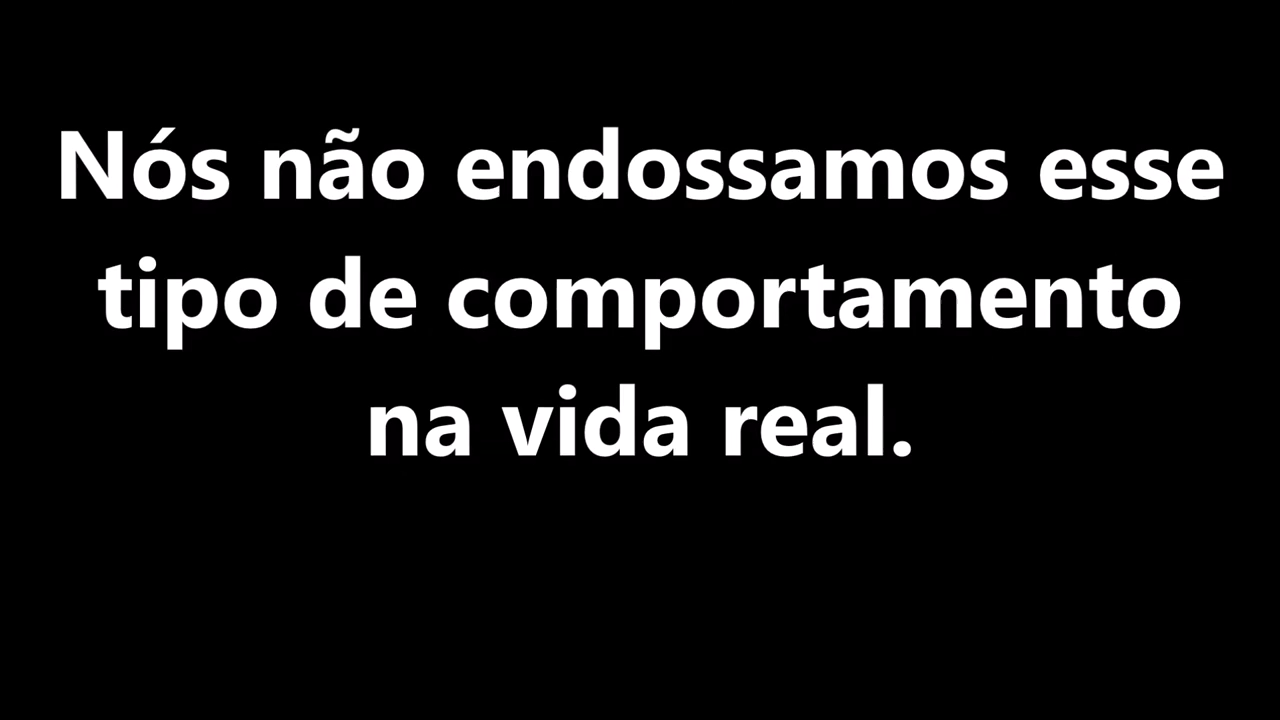 Nós não endossamos esse
tipo de comportamento
na vida real.